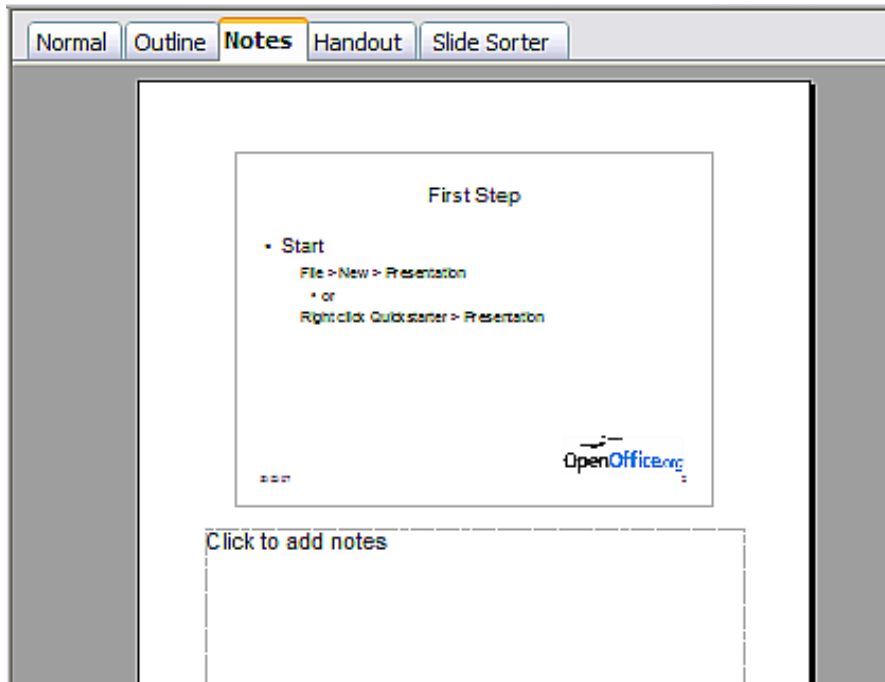 Normal Outline Notes Handout Slide Sorter
First Step
• Start
File > New > Presentation
• or
Right click Quickstarter > Presentation
OpenOffice.org
Click to add notes